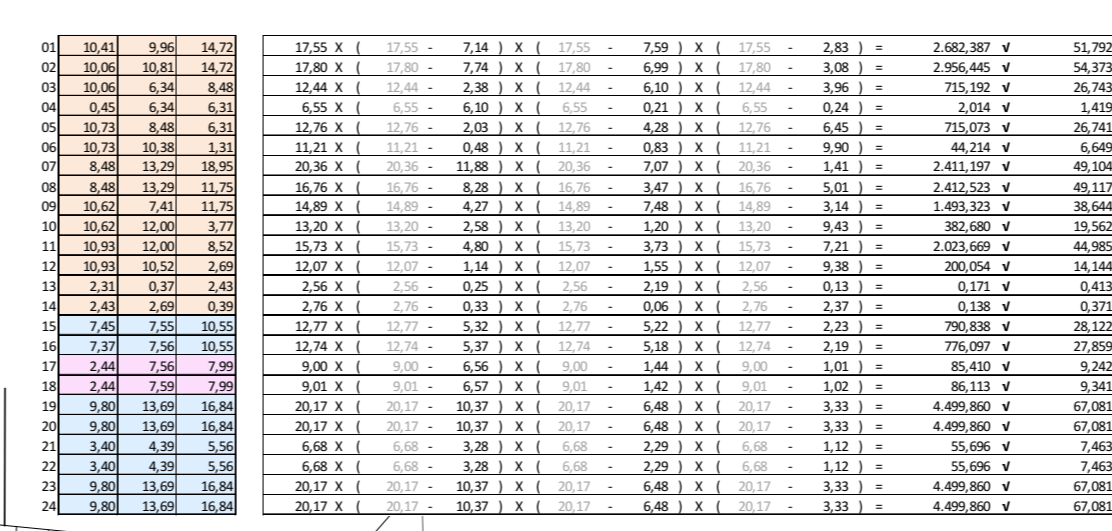 01 10,41 9,96 14,72 17,55 X ( 17,55 - 7,14 ) X ( 17,55 - 7,59 ) X ( 17,55 - 2,83 ) = 2.682,387 √ 51,792
02 10,06 10,81 14,72 17,80 X ( 17,80 - 7,74 ) X ( 17,80 - 6,99 ) X ( 17,80 - 3,08 ) = 2.956,445 √ 54,373
03 10,06 6,34 8,48 12,44 X ( 12,44 - 2,38 ) X ( 12,44 - 6,10 ) X ( 12,44 - 3,96 ) = 715,192 √ 26,743
04 0,45 6,34 6,31 6,55 X ( 6,55 - 6,10 ) X ( 6,55 - 0,21 ) X ( 6,55 - 0,24 ) = 2,014 √ 1,419
05 10,73 8,48 6,31 12,76 X ( 12,76 - 2,03 ) X ( 12,76 - 4,28 ) X ( 12,76 - 6,45 ) = 715,073 √ 26,741
06 10,73 10,38 1,31 11,21 X ( 11,21 - 0,48 ) X ( 11,21 - 0,83 ) X ( 11,21 - 9,90 ) = 44,214 √ 6,649
07 8,48 13,29 18,95 20,36 X ( 20,36 - 11,88 ) X ( 20,36 - 7,07 ) X ( 20,36 - 1,41 ) = 2.411,197 √ 49,104
08 8,48 13,29 11,75 16,76 X ( 16,76 - 8,28 ) X ( 16,76 - 3,47 ) X ( 16,76 - 5,01 ) = 2.412,523 √ 49,117
09 10,62 7,41 11,75 14,89 X ( 14,89 - 4,27 ) X ( 14,89 - 7,48 ) X ( 14,89 - 3,14 ) = 1.493,323 √ 38,644
10 10,62 12,00 3,77 13,20 X ( 13,20 - 2,58 ) X ( 13,20 - 1,20 ) X ( 13,20 - 9,43 ) = 382,680 √ 19,562
11 10,93 12,00 8,52 15,73 X ( 15,73 - 4,80 ) X ( 15,73 - 3,73 ) X ( 15,73 - 7,21 ) = 2.023,669 √ 44,985
12 10,93 10,52 2,69 12,07 X ( 12,07 - 1,14 ) X ( 12,07 - 1,55 ) X ( 12,07 - 9,38 ) = 200,054 √ 14,144
13 2,31 0,37 2,43 2,56 X ( 2,56 - 0,25 ) X ( 2,56 - 2,19 ) X ( 2,56 - 0,13 ) = 0,171 √ 0,413
14 2,43 2,69 0,39 2,76 X ( 2,76 - 0,33 ) X ( 2,76 - 0,06 ) X ( 2,76 - 2,37 ) = 0,138 √ 0,371
15 7,45 7,55 10,55 12,77 X ( 12,77 - 5,32 ) X ( 12,77 - 5,22 ) X ( 12,77 - 2,23 ) = 790,838 √ 28,122
16 7,37 7,56 10,55 12,74 X ( 12,74 - 5,37 ) X ( 12,74 - 5,18 ) X ( 12,74 - 2,19 ) = 776,097 √ 27,859
17 2,44 7,56 7,99 9,00 X ( 9,00 - 6,56 ) X ( 9,00 - 1,44 ) X ( 9,00 - 1,01 ) = 85,410 √ 9,242
18 2,44 7,59 7,99 9,01 X ( 9,01 - 6,57 ) X ( 9,01 - 1,42 ) X ( 9,01 - 1,02 ) = 86,113 √ 9,341
19 9,80 13,69 16,84 20,17 X ( 20,17 - 10,37 ) X ( 20,17 - 6,48 ) X ( 20,17 - 3,33 ) = 4.499,860 √ 67,081
20 9,80 13,69 16,84 20,17 X ( 20,17 - 10,37 ) X ( 20,17 - 6,48 ) X ( 20,17 - 3,33 ) = 4.499,860 √ 67,081
21 3,40 4,39 5,56 6,68 X ( 6,68 - 3,28 ) X ( 6,68 - 2,29 ) X ( 6,68 - 1,12 ) = 55,696 √ 7,463
22 3,40 4,39 5,56 6,68 X ( 6,68 - 3,28 ) X ( 6,68 - 2,29 ) X ( 6,68 - 1,12 ) = 55,696 √ 7,463
23 9,80 13,69 16,84 20,17 X ( 20,17 - 10,37 ) X ( 20,17 - 6,48 ) X ( 20,17 - 3,33 ) = 4.499,860 √ 67,081
24 9,80 13,69 16,84 20,17 X ( 20,17 - 10,37 ) X ( 20,17 - 6,48 ) X ( 20,17 - 3,33 ) = 4.499,860 √ 67,081